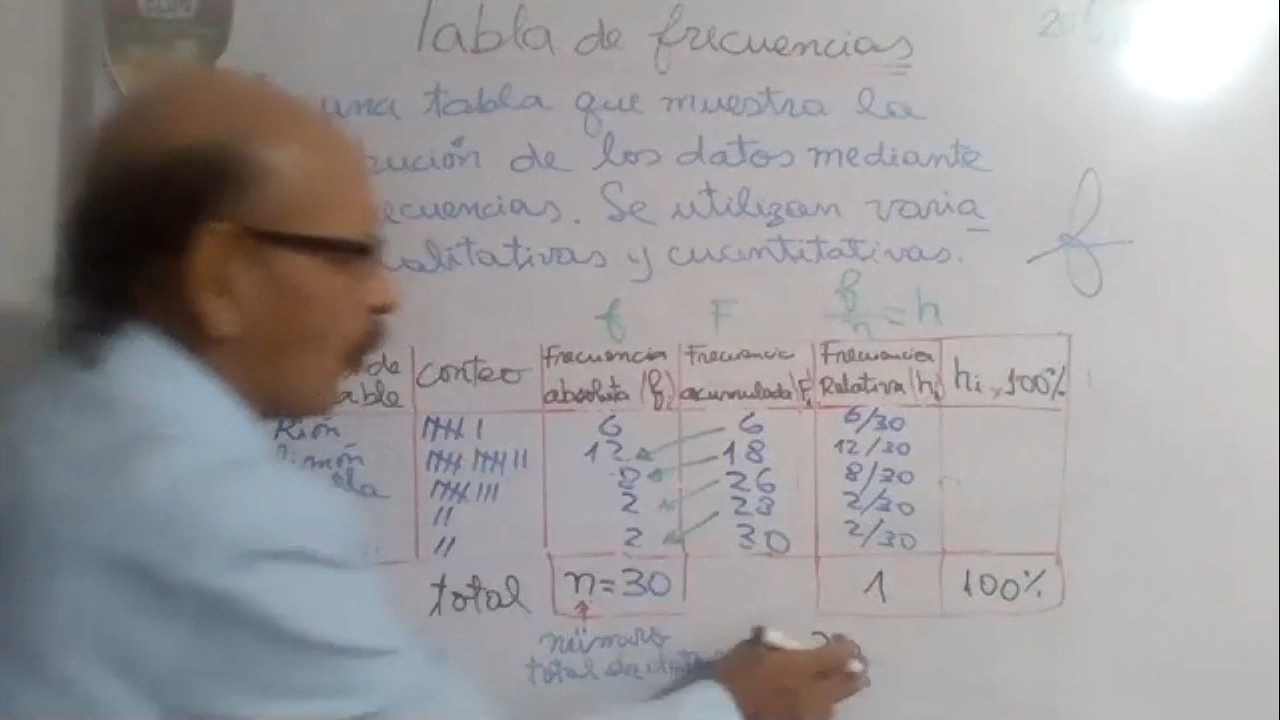 Tabla de frecuencias
una tabla que muestra la
de los datos mediante
Se utilizan varia
y cuantitativas.
f F f/n = h
conteo Frecuencia absoluta (fi) Frecuencia acumulada (Fi Frecuencia Relativa (hi) hi x 100%
6 6 6/30
12 18 12/30
8 26 8/30
2 28 2/30
2 30 2/30
total n=30 1 100%
número
total de
f